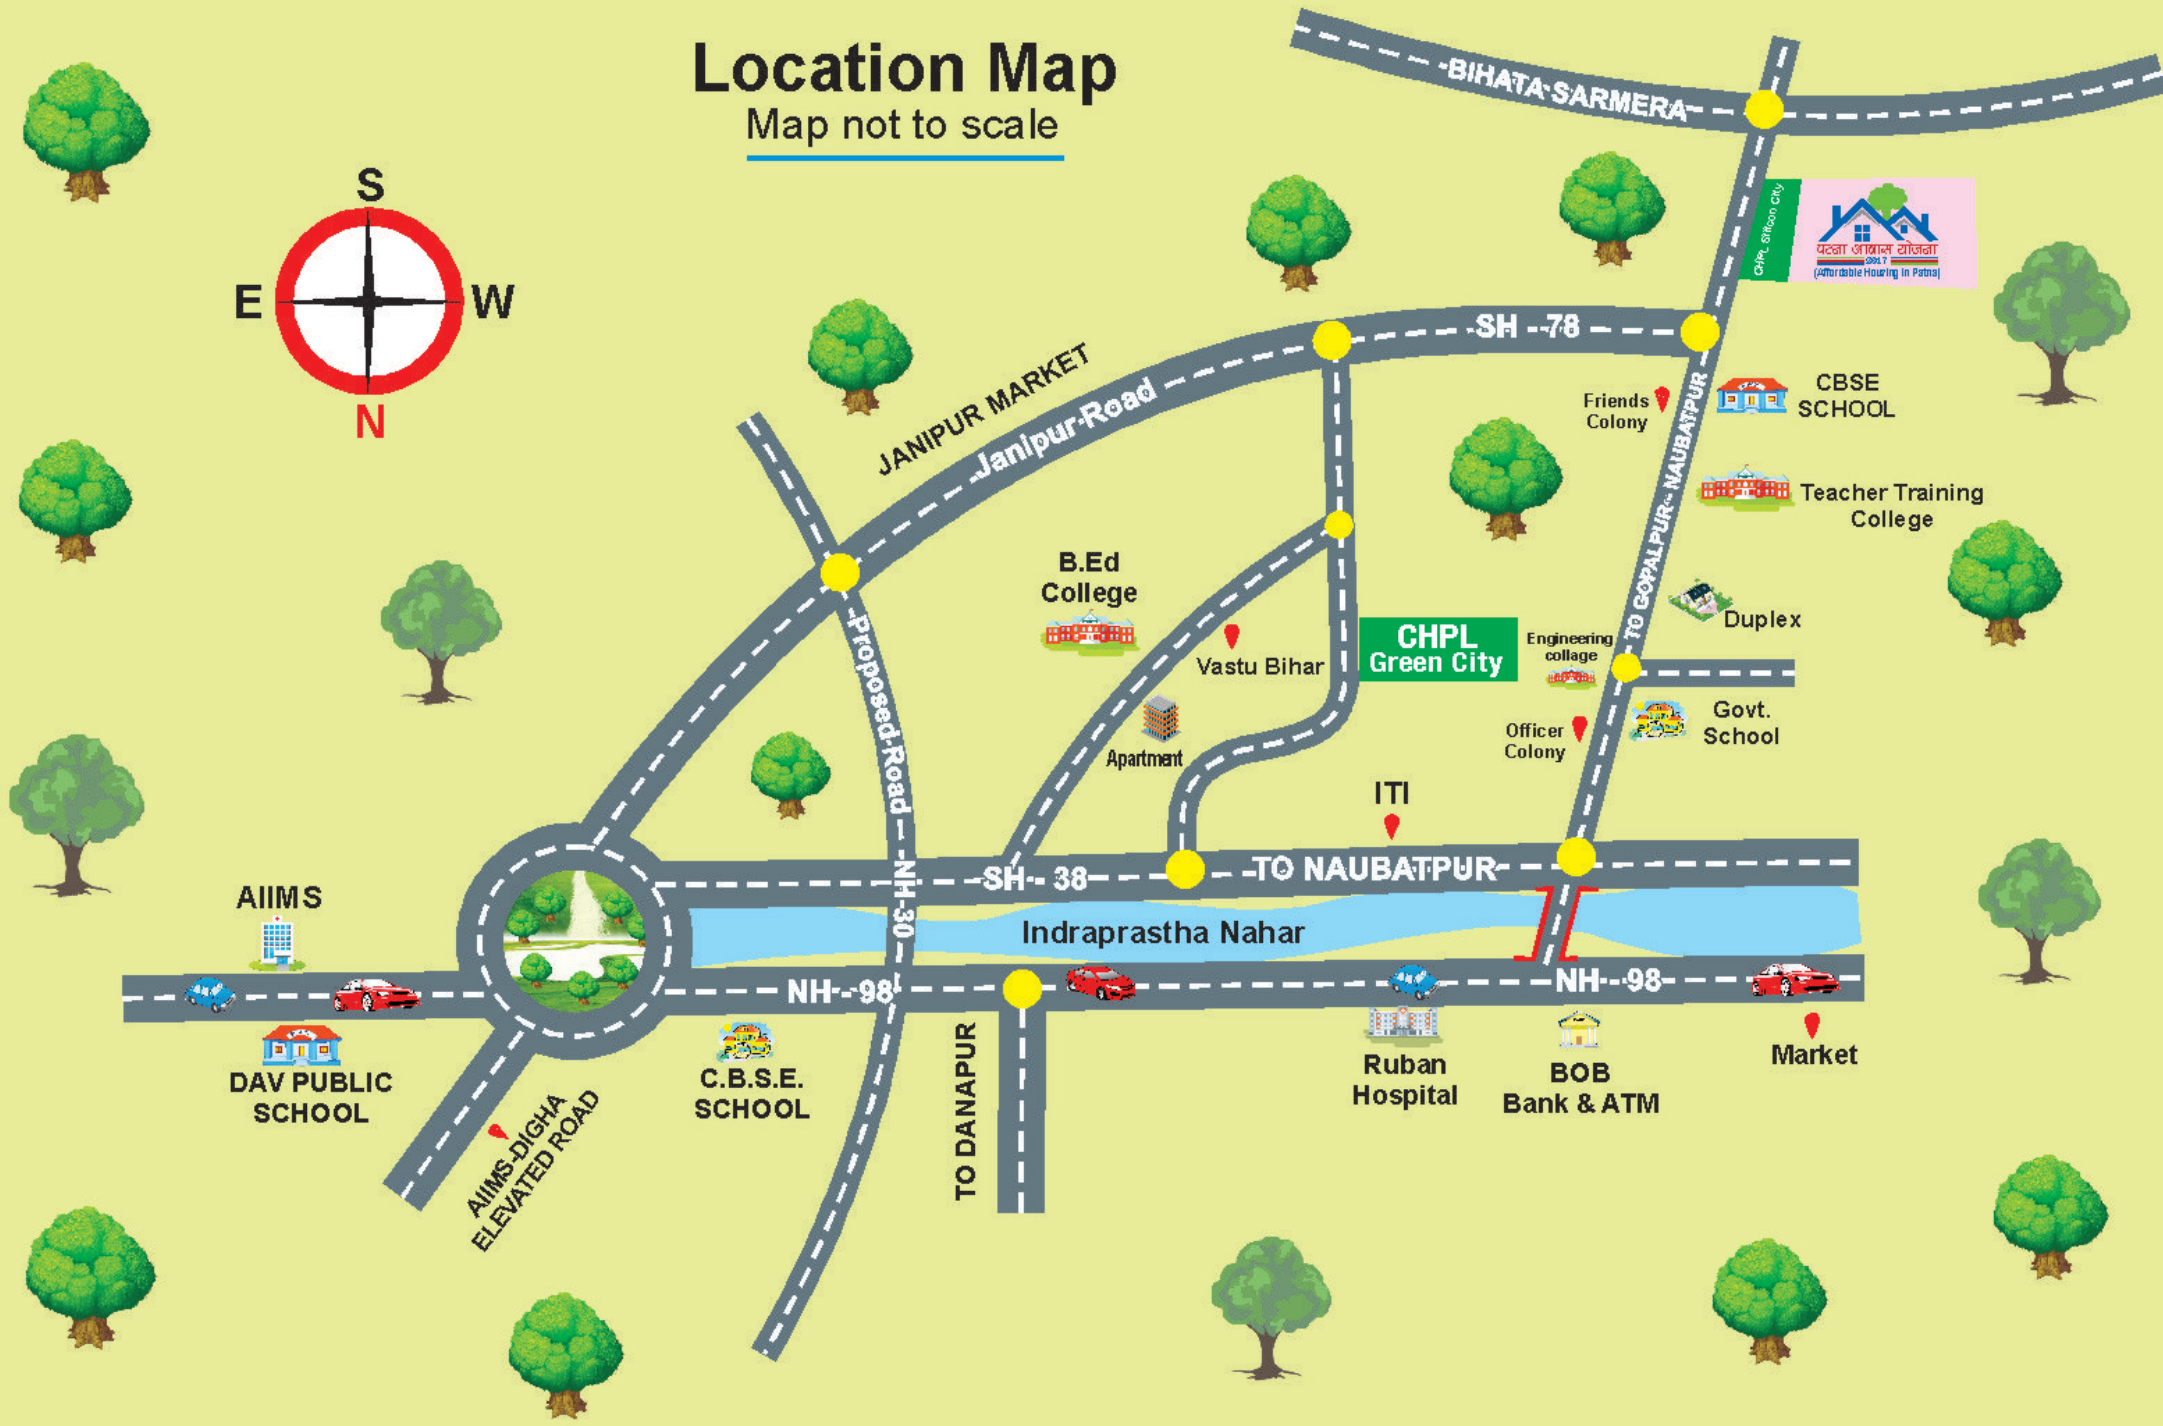 Location Map
Map not to scale
S
E
W
N
BIHATA-SARMERA
CHPL
City
पटना आवास योजना
2017
(Affordable Housing in Patna)
SH - 78
JANIPUR MARKET
Janipur Road
Friends
Colony
CBSE
SCHOOL
TO GOPALPUR- NAUBATPUR
Teacher Training
College
B.Ed
College
Vastu Bihar
CHPL
Green City
Engineering
collage
Duplex
Proposed Road
NH-30
Apartment
Officer
Colony
Govt.
School
ITI
SH - 38
TO NAUBATPUR
AIIMS
Indraprastha Nahar
NH - 98
NH - 98
DAV PUBLIC
SCHOOL
C.B.S.E.
SCHOOL
TO DANAPUR
Ruban
Hospital
BOB
Bank & ATM
Market
AIIMS-DIGHA
ELEVATED ROAD